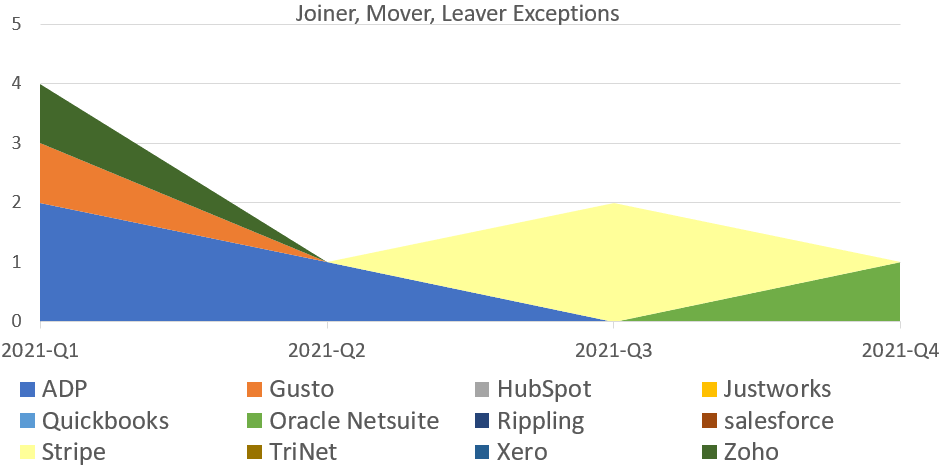 Joiner, Mover, Leaver Exceptions
5
4
3
2
1
0
2021-Q1 2021-Q2 2021-Q3 2021-Q4
ADP Gusto HubSpot Justworks
Quickbooks Oracle Netsuite Rippling salesforce
Stripe TriNet Xero Zoho